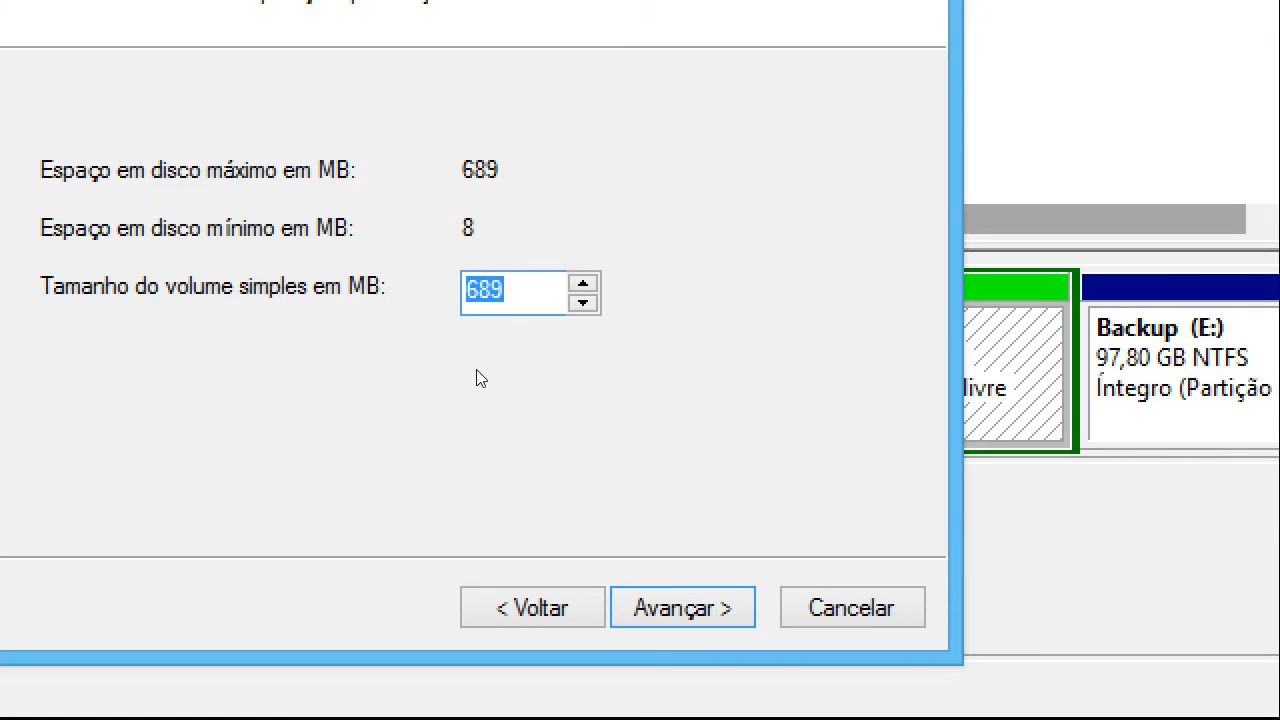 Espaço em disco máximo em MB: 689
Espaço em disco mínimo em MB: 8
Tamanho do volume simples em MB: 689
livre
Backup (E:)
97,80 GB NTFS
Íntegro (Partição
< Voltar
Avançar >
Cancelar